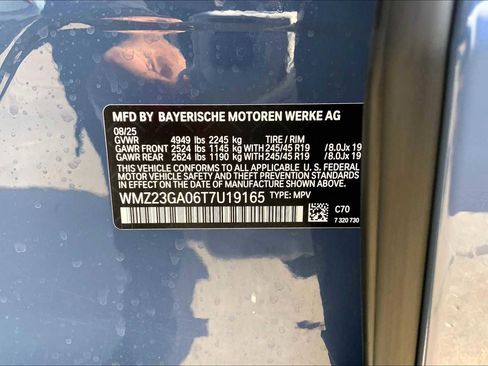 MFD BY BAYERISCHE MOTOREN WERKE AG
08/25
GVWR 4949 lbs 2245 kg TIRE / RIM
GAWR FRONT 2524 lbs 1145 kg WITH 245/45 R19 /8.0Jx 19
GAWR REAR 2624 lbs 1190 kg WITH 245/45 R19 /8.0Jx 19
THIS VEHICLE CONFORMS TO ALL APPLICABLE U.S. FEDERAL
MOTOR VEHICLE SAFETY STANDARDS IN EFFECT ON THE
DATE OF MANUFACTURE SHOWN ABOVE.
WMZ23GA06T7U19165 TYPE: MPV
C70
7 320 730